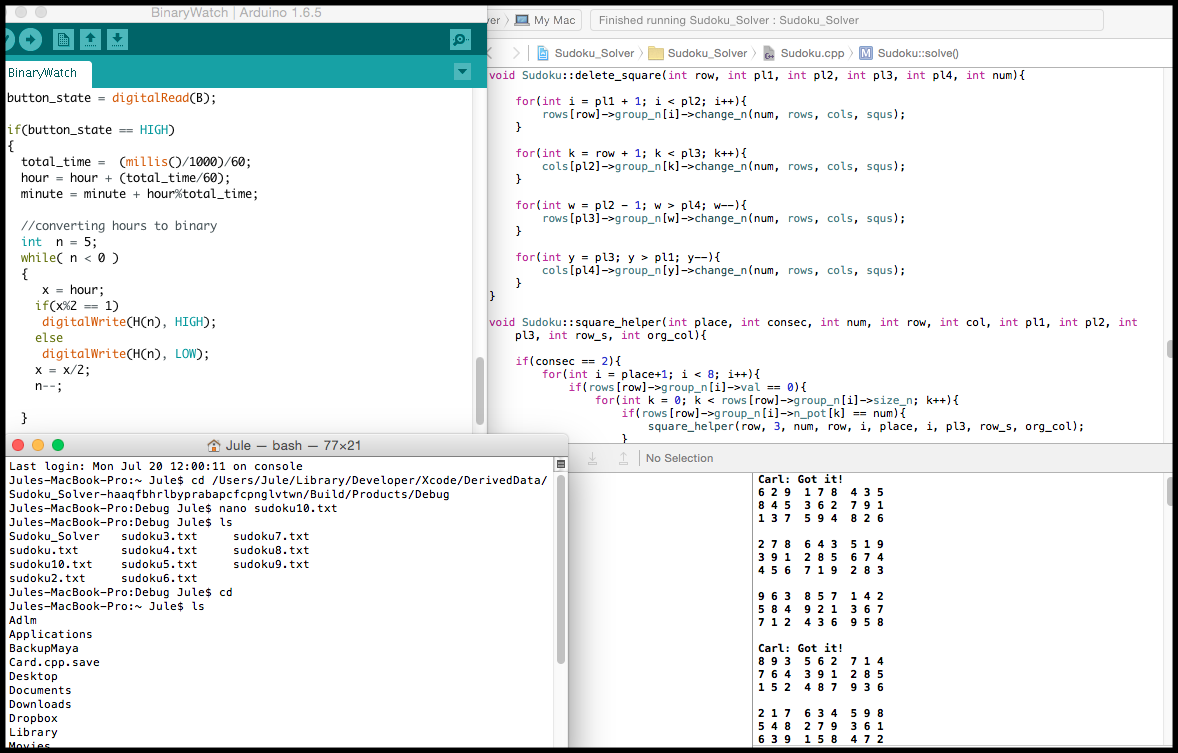 BinaryWatch | Arduino 1.6.5
BinaryWatch
button_state = digitalRead(B);
if(button_state == HIGH)
{
total_time =  (millis()/1000)/60;
hour = hour + (total_time/60);
minute = minute + hour%total_time;
//converting hours to binary
int  n = 5;
while( n < 0 )
{
x = hour;
if(x%2 == 1)
digitalWrite(H(n), HIGH);
else
digitalWrite(H(n), LOW);
x = x/2;
n--;
}
ver My Mac Finished running Sudoku_Solver : Sudoku_Solver
Sudoku_Solver Sudoku_Solver Sudoku.cpp M Sudoku::solve()
void Sudoku::delete_square(int row, int pl1, int pl2, int pl3, int pl4, int num){
for(int i = pl1 + 1; i < pl2; i++){
rows[row]->group_n[i]->change_n(num, rows, cols, squs);
}
for(int k = row + 1; k < pl3; k++){
cols[pl2]->group_n[k]->change_n(num, rows, cols, squs);
}
for(int w = pl2 - 1; w > pl4; w--){
rows[pl3]->group_n[w]->change_n(num, rows, cols, squs);
}
for(int y = pl3; y > pl1; y--){
cols[pl4]->group_n[y]->change_n(num, rows, cols, squs);
}
}
void Sudoku::square_helper(int place, int consec, int num, int row, int col, int pl1, int pl2, int
pl3, int row_s, int org_col){
if(consec == 2){
for(int i = place+1; i < 8; i++){
if(rows[row]->group_n[i]->val == 0){
for(int k = 0; k < rows[row]->group_n[i]->size_n; k++){
if(rows[row]->group_n[i]->n_pot[k] == num){
square_helper(row, 3, num, row, i, place, i, pl3, row_s, org_col);
}
Jule — bash — 77×21
Last login: Mon Jul 20 12:00:11 on console
Jules-MacBook-Pro:~ Jule$ cd /Users/Jule/Library/Developer/Xcode/DerivedData/
Sudoku_Solver-haaqfbhrlbyprabapcfcpnglvtwn/Build/Products/Debug
Jules-MacBook-Pro:Debug Jule$ nano sudoku10.txt
Jules-MacBook-Pro:Debug Jule$ ls
Sudoku_Solver   sudoku3.txt     sudoku7.txt
sudoku.txt      sudoku4.txt     sudoku8.txt
sudoku10.txt    sudoku5.txt     sudoku9.txt
sudoku2.txt     sudoku6.txt
Jules-MacBook-Pro:Debug Jule$ cd
Jules-MacBook-Pro:~ Jule$ ls
Adlm
Applications
BackupMaya
Card.cpp.save
Desktop
Documents
Downloads
Dropbox
Library
Movies
No Selection
Carl: Got it!
6 2 9  1 7 8  4 3 5
8 4 5  3 6 2  7 9 1
1 3 7  5 9 4  8 2 6
2 7 8  6 4 3  5 1 9
3 9 1  2 8 5  6 7 4
4 5 6  7 1 9  2 8 3
9 6 3  8 5 7  1 4 2
5 8 4  9 2 1  3 6 7
7 1 2  4 3 6  9 5 8
Carl: Got it!
8 9 3  5 6 2  7 1 4
7 6 4  3 9 1  2 8 5
1 5 2  4 8 7  9 3 6
2 1 7  6 3 4  5 9 8
5 4 8  2 7 9  3 6 1
6 3 9  1 5 8  4 7 2